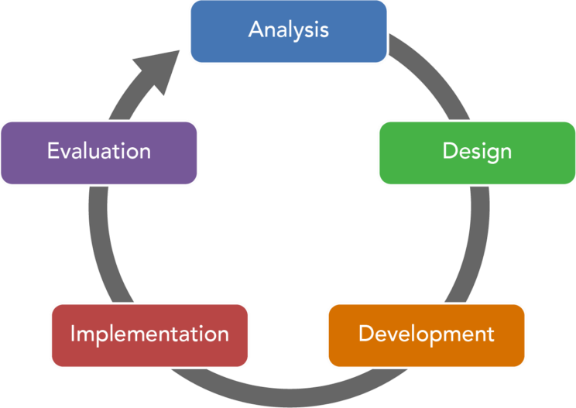 Analysis
Design
Development
Implementation
Evaluation